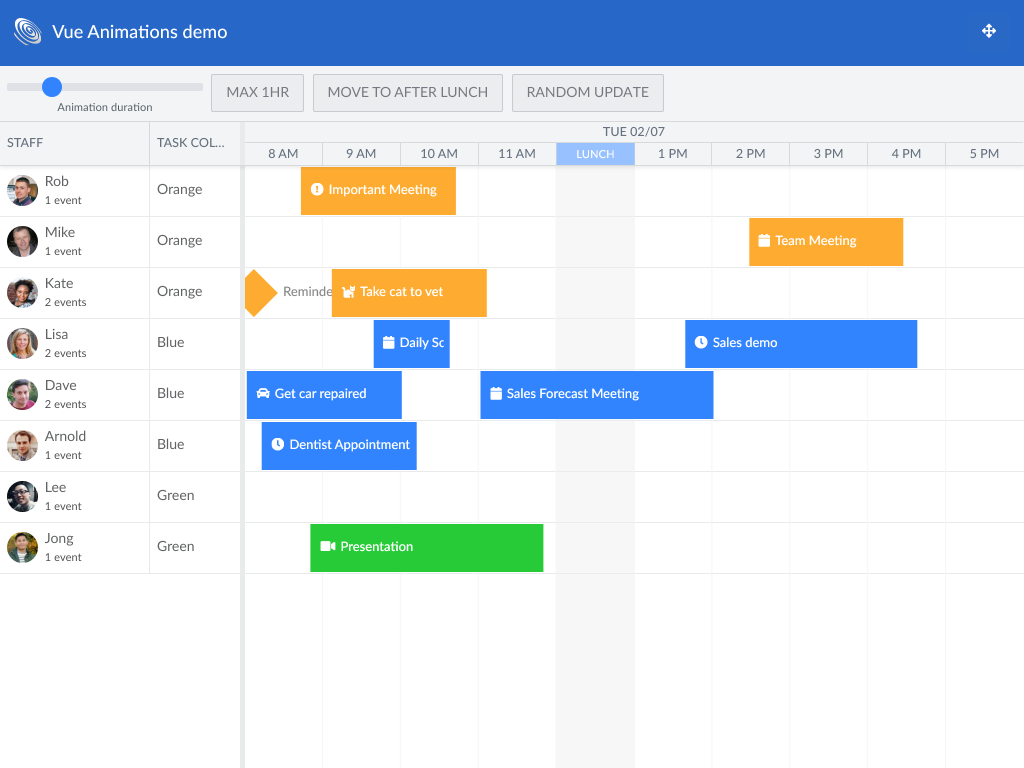 Vue Animations demo
Animation duration
MAX 1HR
MOVE TO AFTER LUNCH
RANDOM UPDATE
STAFF
TASK COL...
TUE 02/07
8 AM 9 AM 10 AM 11 AM LUNCH 1 PM 2 PM 3 PM 4 PM 5 PM
Rob
1 event
Orange
Important Meeting
Mike
1 event
Orange
Team Meeting
Kate
2 events
Orange
Reminde
Take cat to vet
Lisa
2 events
Blue
Daily Sc
Sales demo
Dave
2 events
Blue
Get car repaired
Sales Forecast Meeting
Arnold
1 event
Blue
Dentist Appointment
Lee
1 event
Green
Jong
1 event
Green
Presentation